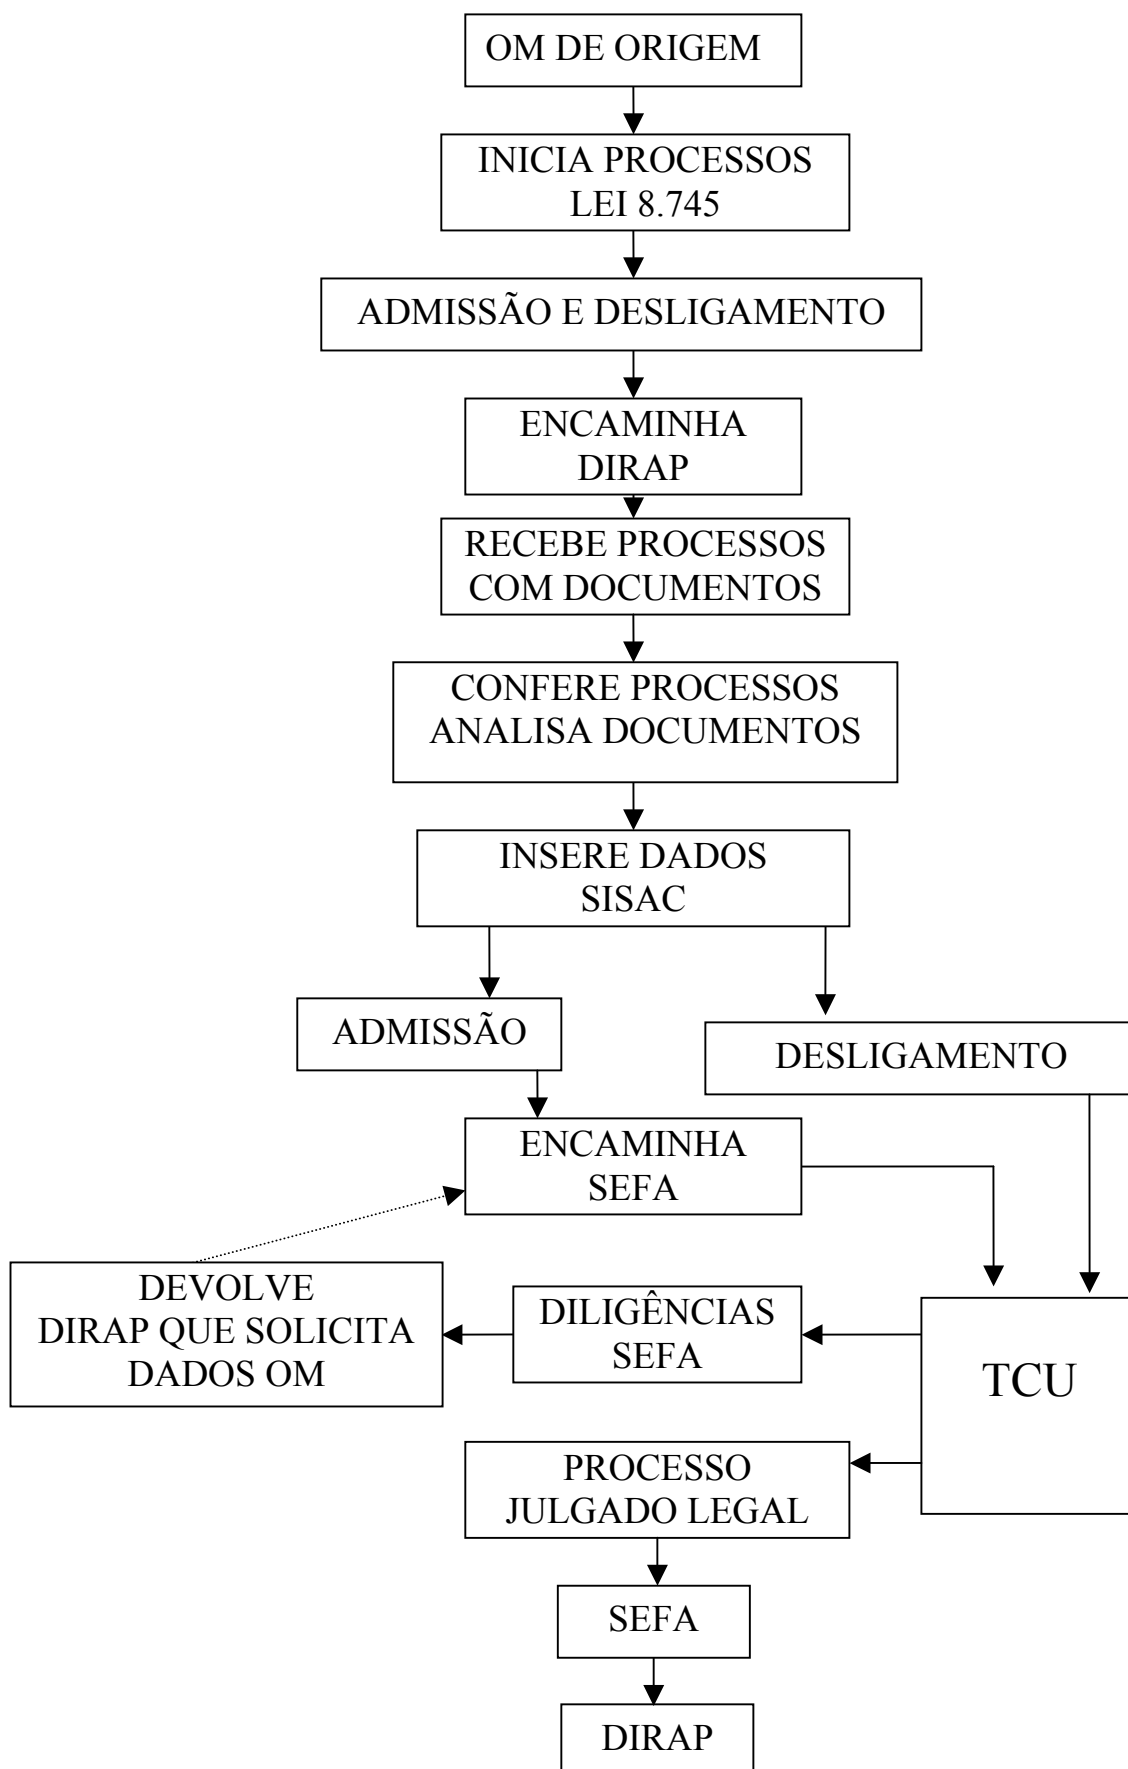 OM DE ORIGEM
INICIA PROCESSOS
LEI 8.745
ADMISSÃO E DESLIGAMENTO
ENCAMINHA
DIRAP
RECEBE PROCESSOS
COM DOCUMENTOS
CONFERE PROCESSOS
ANALISA DOCUMENTOS
INSERE DADOS
SISAC
ADMISSÃO
DESLIGAMENTO
ENCAMINHA
SEFA
DEVOLVE
DIRAP QUE SOLICITA
DADOS OM
DILIGÊNCIAS
SEFA
TCU
PROCESSO
JULGADO LEGAL
SEFA
DIRAP